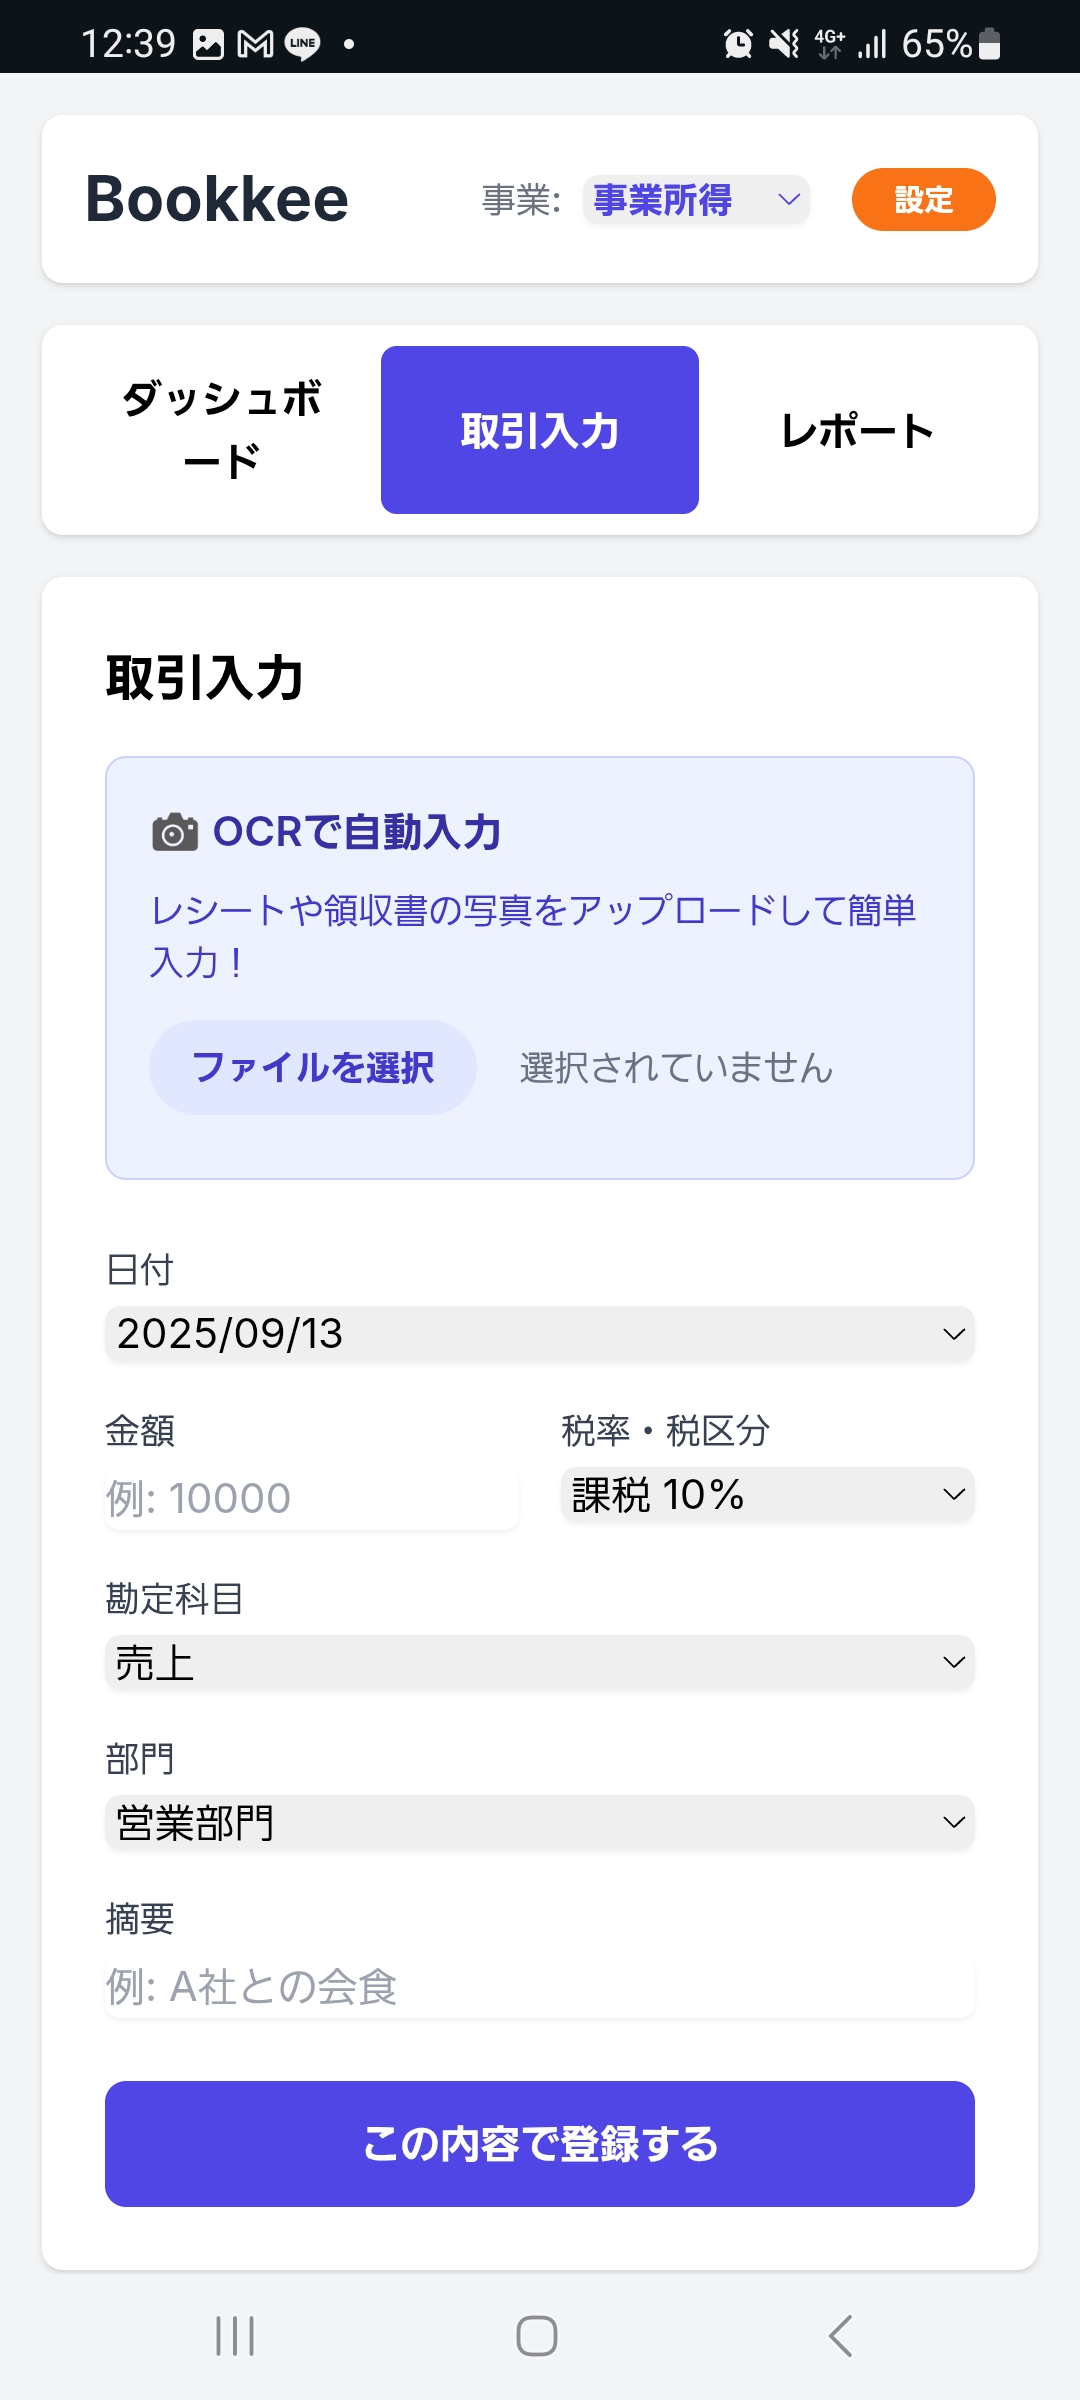 12:39 LINE 4G+ 65%
Bookkee 事業: 事業所得 設定
ダッシュボ
ード
取引入力
レポート
取引入力
OCRで自動入力
レシートや領収書の写真をアップロードして簡単
入力！
ファイルを選択 選択されていません
日付
2025/09/13
金額 税率・税区分
例: 10000 課税 10%
勘定科目
売上
部門
営業部門
摘要
例: A社との会食
この内容で登録する